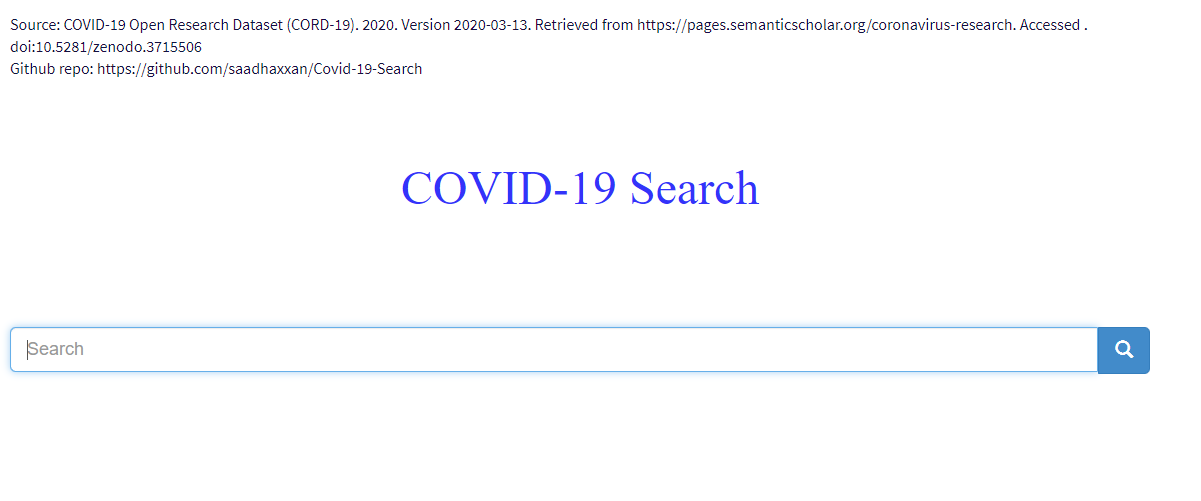 Source: COVID-19 Open Research Dataset (CORD-19). 2020. Version 2020-03-13. Retrieved from https://pages.semanticscholar.org/coronavirus-research. Accessed .
doi:10.5281/zenodo.3715506
Github repo: https://github.com/saadhaxxan/Covid-19-Search
COVID-19 Search
Search